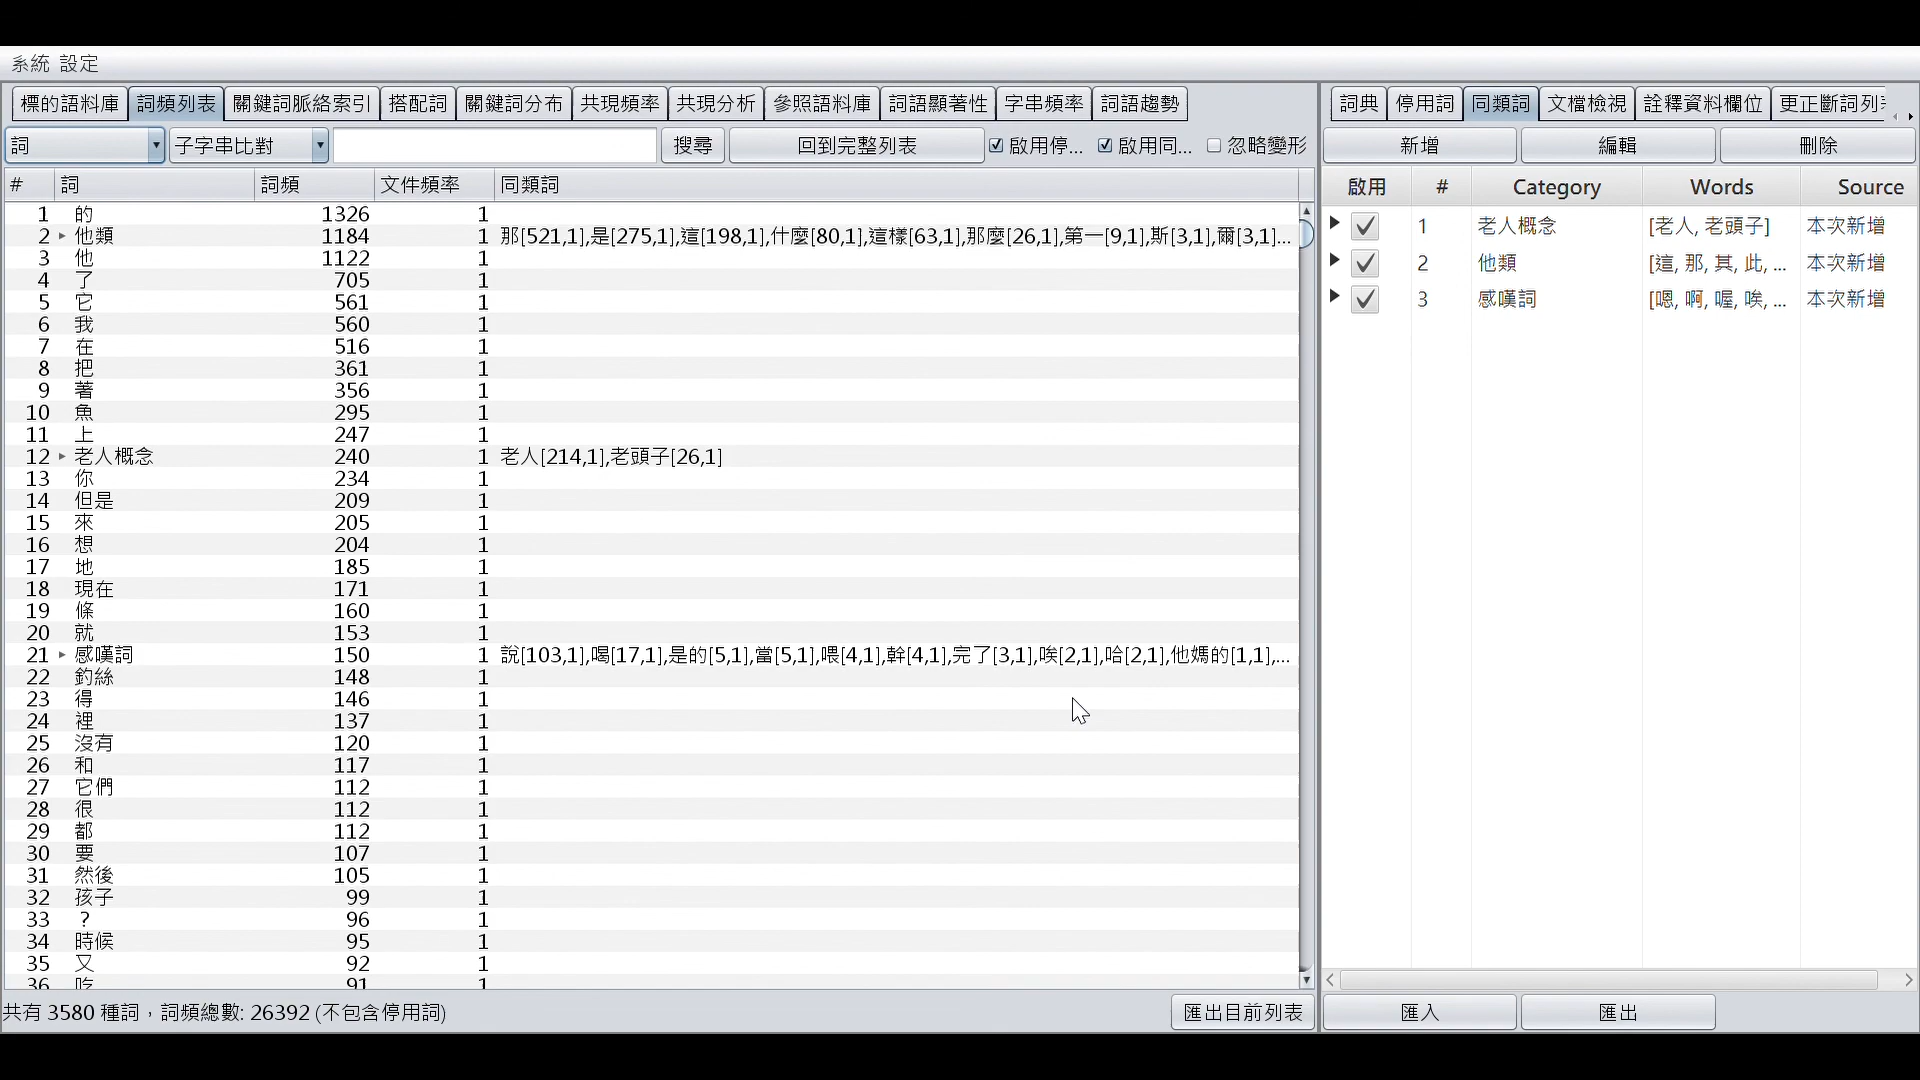 系統 設定
標的語料庫 詞頻列表 關鍵詞脈絡索引 搭配詞 關鍵詞分布 共現頻率 共現分析 參照語料庫 詞語顯著性 字串頻率 詞語趨勢
詞 子字串比對 搜尋 回到完整列表 啟用停... 啟用同... 忽略變形
# 詞 詞頻 文件頻率 同類詞
1 的 1326 1
2 他類 1184 1 那[521,1],是[275,1],這[198,1],什麼[80,1],這樣[63,1],那麼[26,1],第一[9,1],斯[3,1],爾[3,1]...
3 他 1122 1
4 了 705 1
5 它 561 1
6 我 560 1
7 在 516 1
8 把 361 1
9 著 356 1
10 魚 295 1
11 上 247 1
12 老人概念 240 1 老人[214,1],老頭子[26,1]
13 你 234 1
14 但是 209 1
15 來 205 1
16 想 204 1
17 地 185 1
18 現在 171 1
19 條 160 1
20 就 153 1
21 感嘆詞 150 1 說[103,1],喝[17,1],是的[5,1],當[5,1],喂[4,1],幹[4,1],完了[3,1],唉[2,1],哈[2,1],他媽的[1,1],...
22 釣絲 148 1
23 得 146 1
24 裡 137 1
25 沒有 120 1
26 和 117 1
27 它們 112 1
28 很 112 1
29 都 112 1
30 要 107 1
31 然後 105 1
32 孩子 99 1
33 ? 96 1
34 時候 95 1
35 又 92 1
36 吃 91 1
共有 3580 種詞，詞頻總數: 26392 (不包含停用詞) 匯出目前列表
詞典 停用詞 同類詞 文檔檢視 詮釋資料欄位 更正斷詞列
新增 編輯 刪除
啟用 # Category Words Source
1 老人概念 [老人, 老頭子] 本次新增
2 他類 [這, 那, 其, 此, ... 本次新增
3 感嘆詞 [嗯, 啊, 喔, 唉, ... 本次新增
匯入 匯出